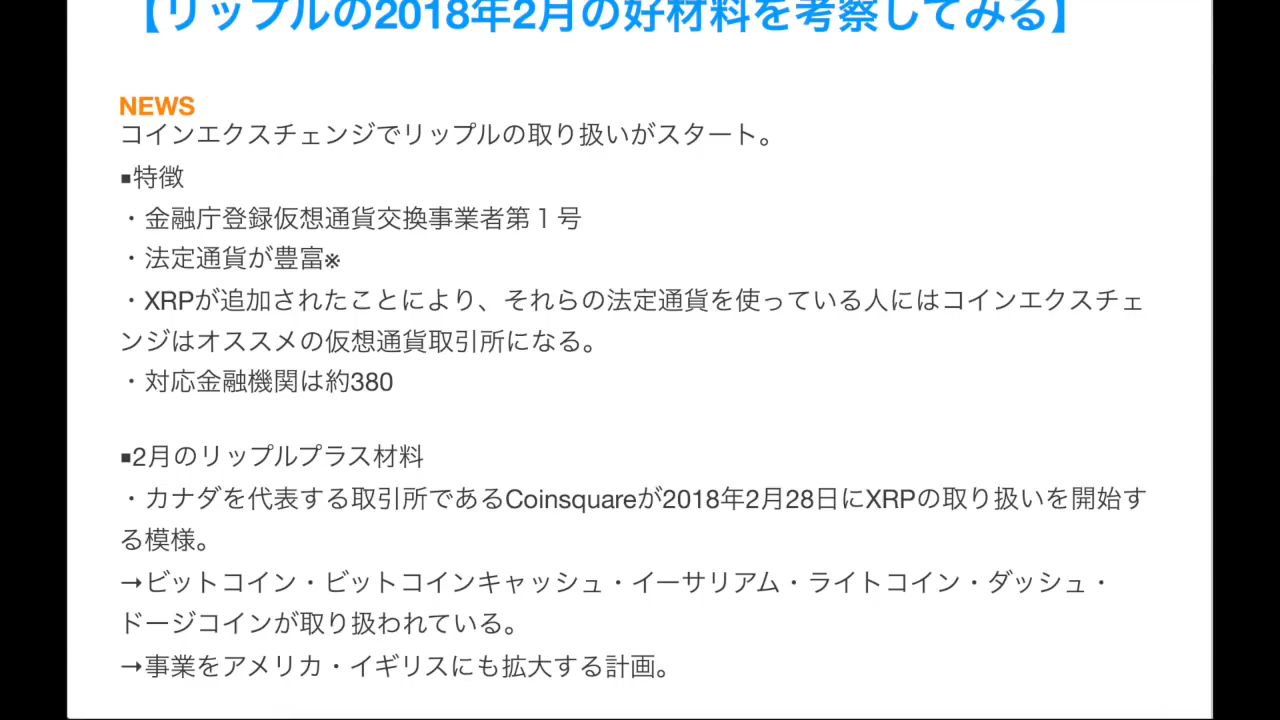 【リップルの2018年2月の好材料を考察してみる】
NEWS
コインエクスチェンジでリップルの取り扱いがスタート。
▪特徴
・金融庁登録仮想通貨交換事業者第１号
・法定通貨が豊富※
・XRPが追加されたことにより、それらの法定通貨を使っている人にはコインエクスチェ
ンジはオススメの仮想通貨取引所になる。
・対応金融機関は約380
▪2月のリップルプラス材料
・カナダを代表する取引所であるCoinsquareが2018年2月28日にXRPの取り扱いを開始す
る模様。
→ビットコイン・ビットコインキャッシュ・イーサリアム・ライトコイン・ダッシュ・
ドージコインが取り扱われている。
→事業をアメリカ・イギリスにも拡大する計画。